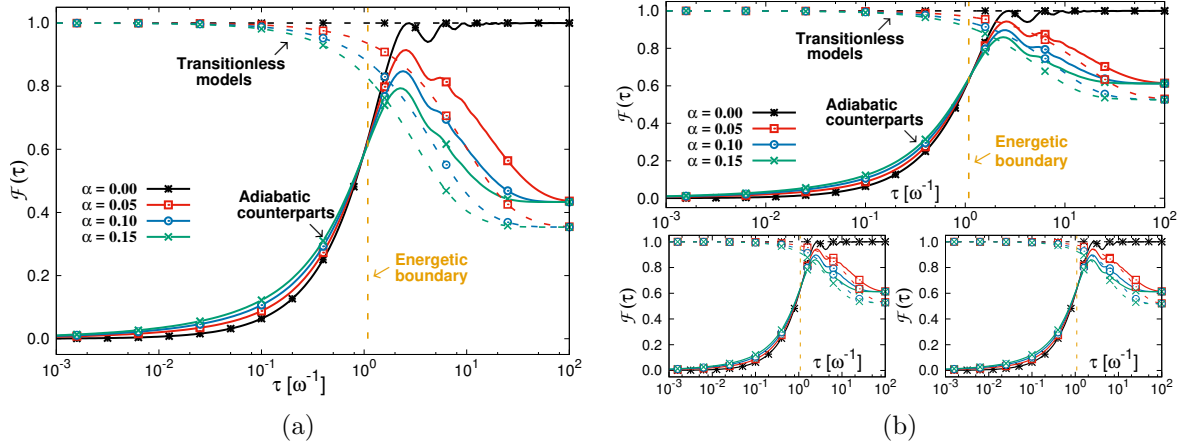 1.0
0.8
0.6
0.4
0.2
0.0
ℱ(τ)
Transitionless
models
α = 0.00
α = 0.05
α = 0.10
α = 0.15
Adiabatic
counterparts
Energetic
boundary
10⁻³ 10⁻² 10⁻¹ 10⁰ 10¹ 10²
τ [ω⁻¹]
(a)
1.0
0.8
0.6
0.4
0.2
0.0
ℱ(τ)
Transitionless
models
α = 0.00
α = 0.05
α = 0.10
α = 0.15
Adiabatic
counterparts
Energetic
boundary
10⁻³ 10⁻² 10⁻¹ 10⁰ 10¹ 10²
τ [ω⁻¹]
1.0
0.8
0.6
0.4
0.2
0.0
ℱ(τ)
τ [ω⁻¹]
10⁻³ 10⁻² 10⁻¹ 10⁰ 10¹ 10²
1.0
0.8
0.6
0.4
0.2
0.0
ℱ(τ)
τ [ω⁻¹]
10⁻³ 10⁻² 10⁻¹ 10⁰ 10¹ 10²
(b)